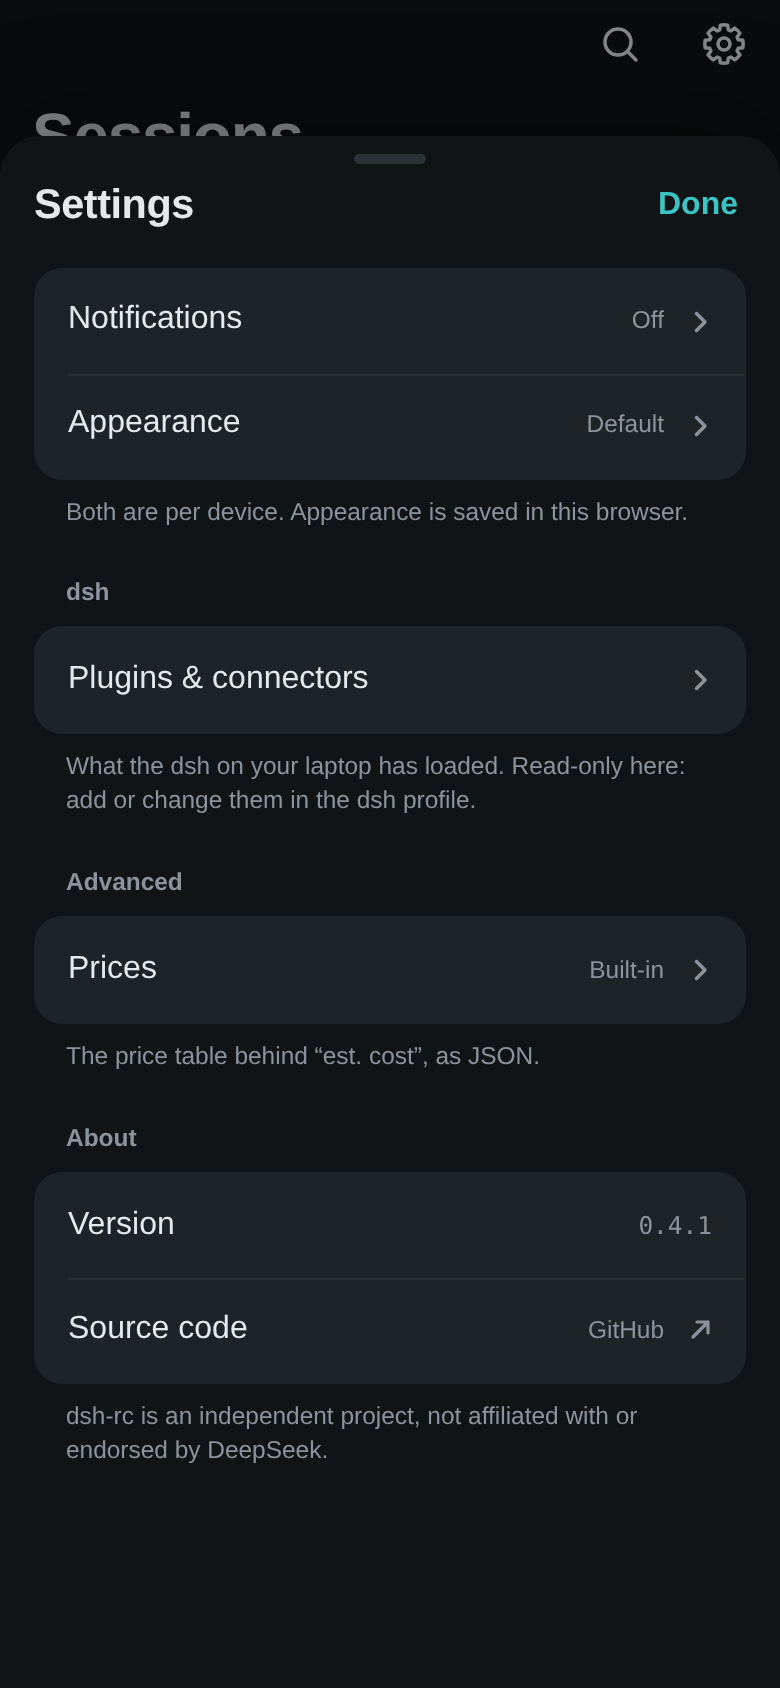 Sessions
Settings
Done
Notifications
Off
Appearance
Default
Both are per device. Appearance is saved in this browser.
dsh
Plugins & connectors
What the dsh on your laptop has loaded. Read-only here:
add or change them in the dsh profile.
Advanced
Prices
Built-in
The price table behind “est. cost”, as JSON.
About
Version
0.4.1
Source code
GitHub
dsh-rc is an independent project, not affiliated with or
endorsed by DeepSeek.